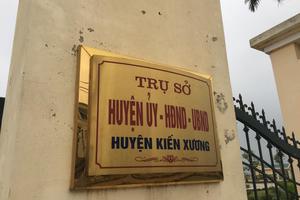 TRỤ SỞ
HUYỆN ỦY - HĐND - UBND
HUYỆN KIẾN XƯƠNG